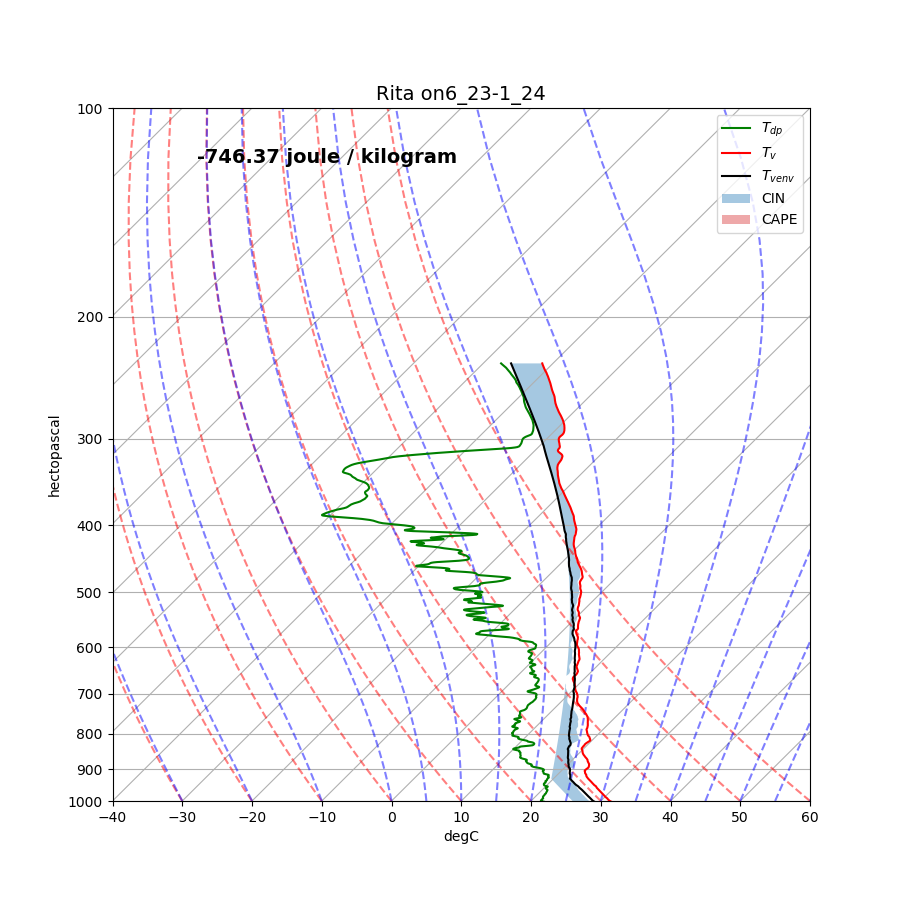 Rita on6_23-1_24
-746.37 joule / kilogram
T_dp
T_v
T_venv
CIN
CAPE
100
200
300
400
500
600
700
800
900
1000
hectopascal
−40 −30 −20 −10 0 10 20 30 40 50 60
degC